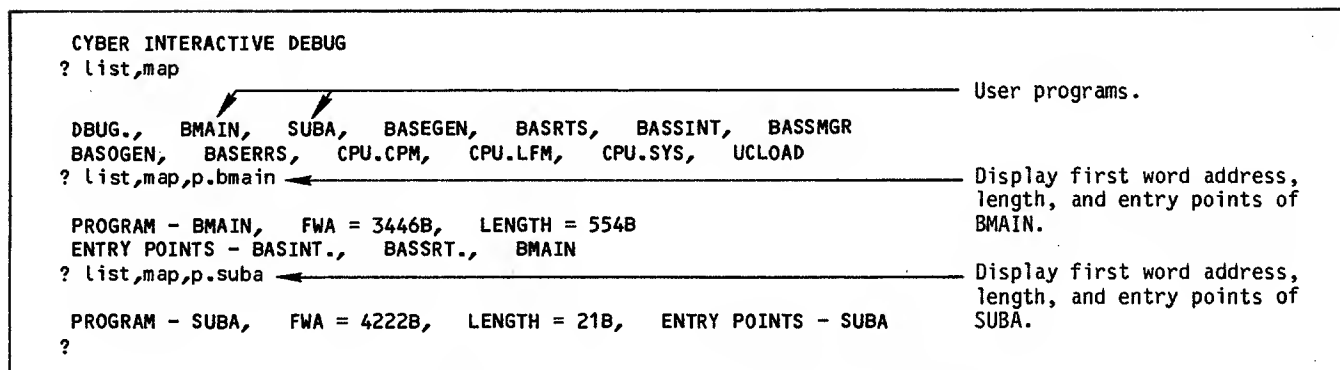 CYBER INTERACTIVE DEBUG
? list,map
User programs.
DBUG., BMAIN, SUBA, BASEGEN, BASRTS, BASSINT, BASSMGR
BASOGEN, BASERRS, CPU.CPM, CPU.LFM, CPU.SYS, UCLOAD
? list,map,p.bmain
Display first word address,
length, and entry points of
BMAIN.
PROGRAM - BMAIN, FWA = 3446B, LENGTH = 554B
ENTRY POINTS - BASINT., BASSRT., BMAIN
? list,map,p.suba
Display first word address,
length, and entry points of
SUBA.
PROGRAM - SUBA, FWA = 4222B, LENGTH = 21B, ENTRY POINTS - SUBA
?